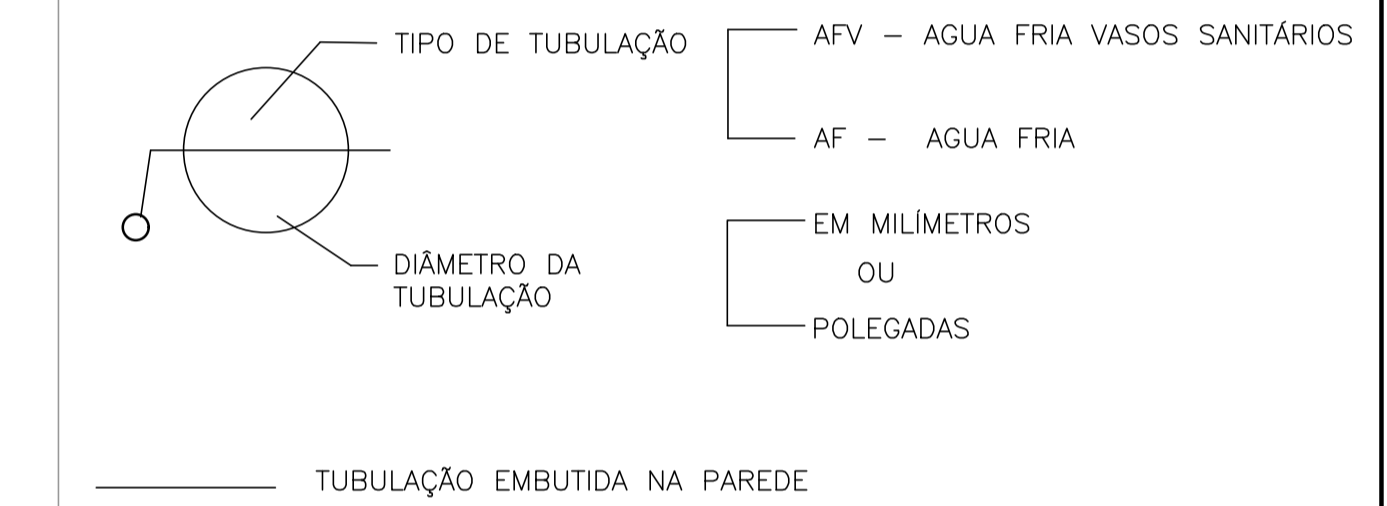 TIPO DE TUBULAÇÃO
AFV – AGUA FRIA VASOS SANITÁRIOS
AF – AGUA FRIA
DIÂMETRO DA
TUBULAÇÃO
EM MILÍMETROS
OU
POLEGADAS
TUBULAÇÃO EMBUTIDA NA PAREDE